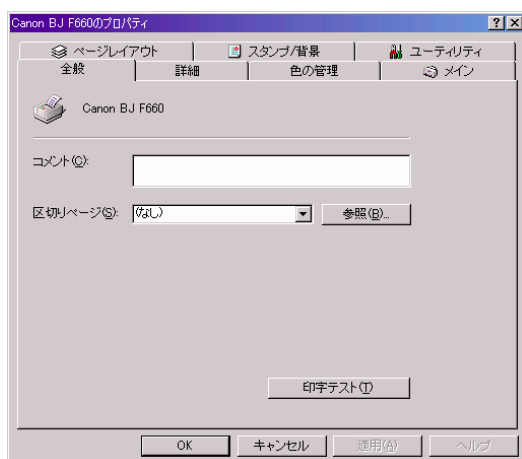 Canon BJ F660のプロパティ
ページレイアウト スタンプ/背景 ユーティリティ
全般 詳細 色の管理 メイン
Canon BJ F660
コメント(C):
区切りページ(S): (なし) 参照(B)...
印字テスト(T)
OK キャンセル 適用(A) ヘルプ